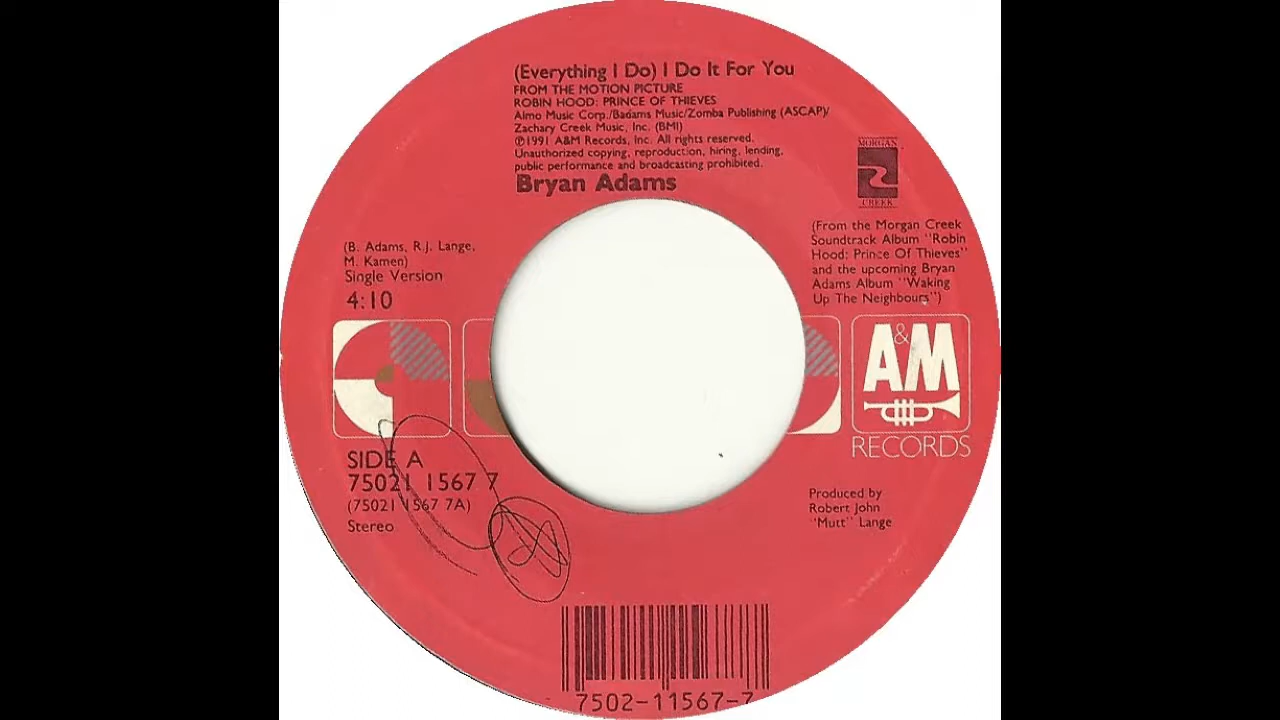 (Everything I Do) I Do It For You
FROM THE MOTION PICTURE
ROBIN HOOD: PRINCE OF THIEVES
Almo Music Corp./Badams Music/Zomba Publishing (ASCAP)/
Zachary Creek Music, Inc. (BMI)
℗1991 A&M Records, Inc. All rights reserved.
Unauthorized copying, reproduction, hiring, lending,
public performance and broadcasting prohibited.
Bryan Adams
MORGAN
CREEK
(From the Morgan Creek
Soundtrack Album "Robin
Hood: Prince Of Thieves"
and the upcoming Bryan
Adams Album "Waking
Up The Neighbours")
(B. Adams, R.J. Lange,
M. Kamen)
Single Version
4:10
A&M
RECORDS
SIDE A
75021 1567 7
(75021 1567 7A)
Stereo
Produced by
Robert John
"Mutt" Lange
7502-11567-7